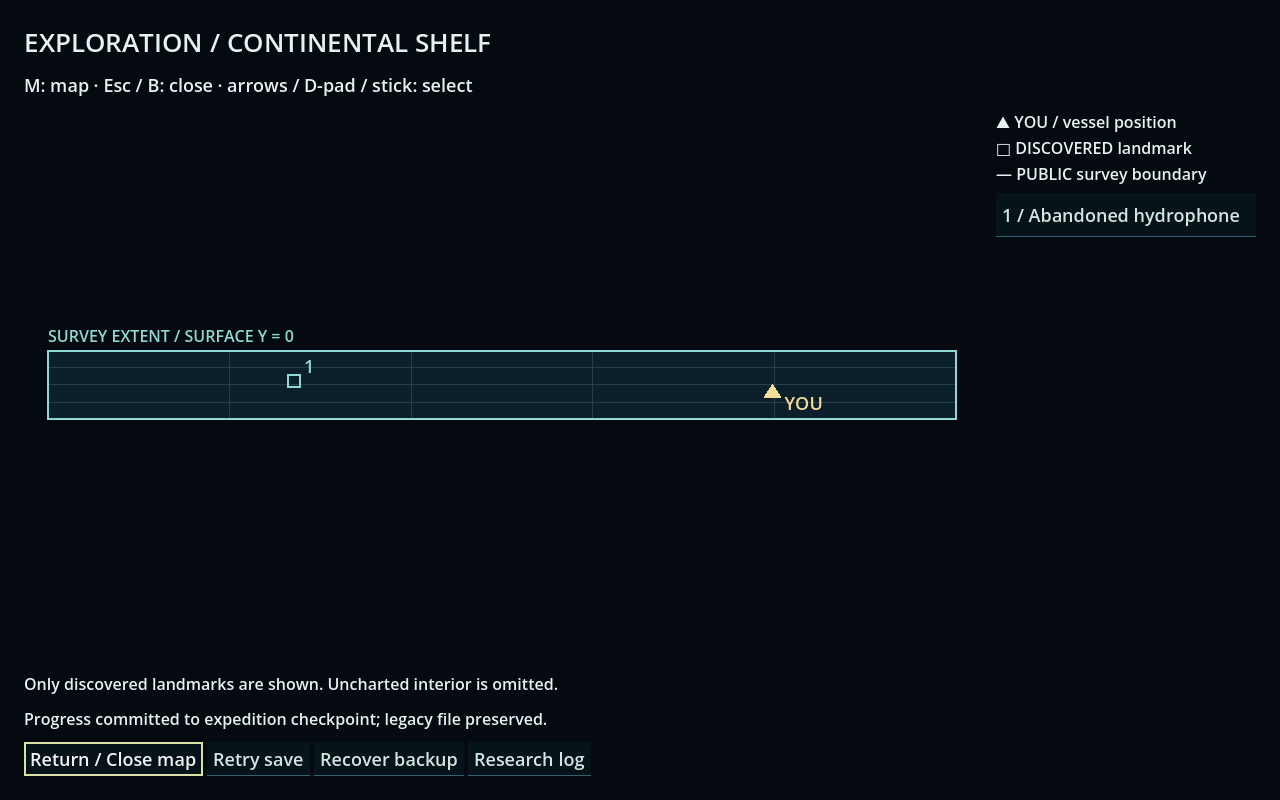 EXPLORATION / CONTINENTAL SHELF
M: map · Esc / B: close · arrows / D-pad / stick: select
▲ YOU / vessel position
□ DISCOVERED landmark
— PUBLIC survey boundary
1 / Abandoned hydrophone
SURVEY EXTENT / SURFACE Y = 0
1
YOU
Only discovered landmarks are shown. Uncharted interior is omitted.
Progress committed to expedition checkpoint; legacy file preserved.
Return / Close map Retry save Recover backup Research log